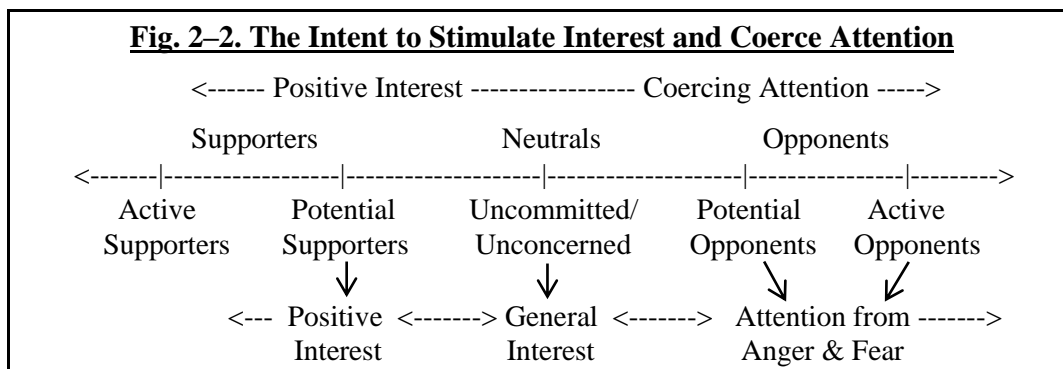 Fig. 2–2. The Intent to Stimulate Interest and Coerce Attention
<------ Positive Interest ----------------- Coercing Attention ----->
Supporters Neutrals Opponents
<-------|------------------|---------------------|---------------------|----------------|--------->
Active Potential Uncommitted/ Potential Active
Supporters Supporters Unconcerned Opponents Opponents
<--- Positive <-------> General <-------> Attention from ------->
Interest Interest Anger & Fear